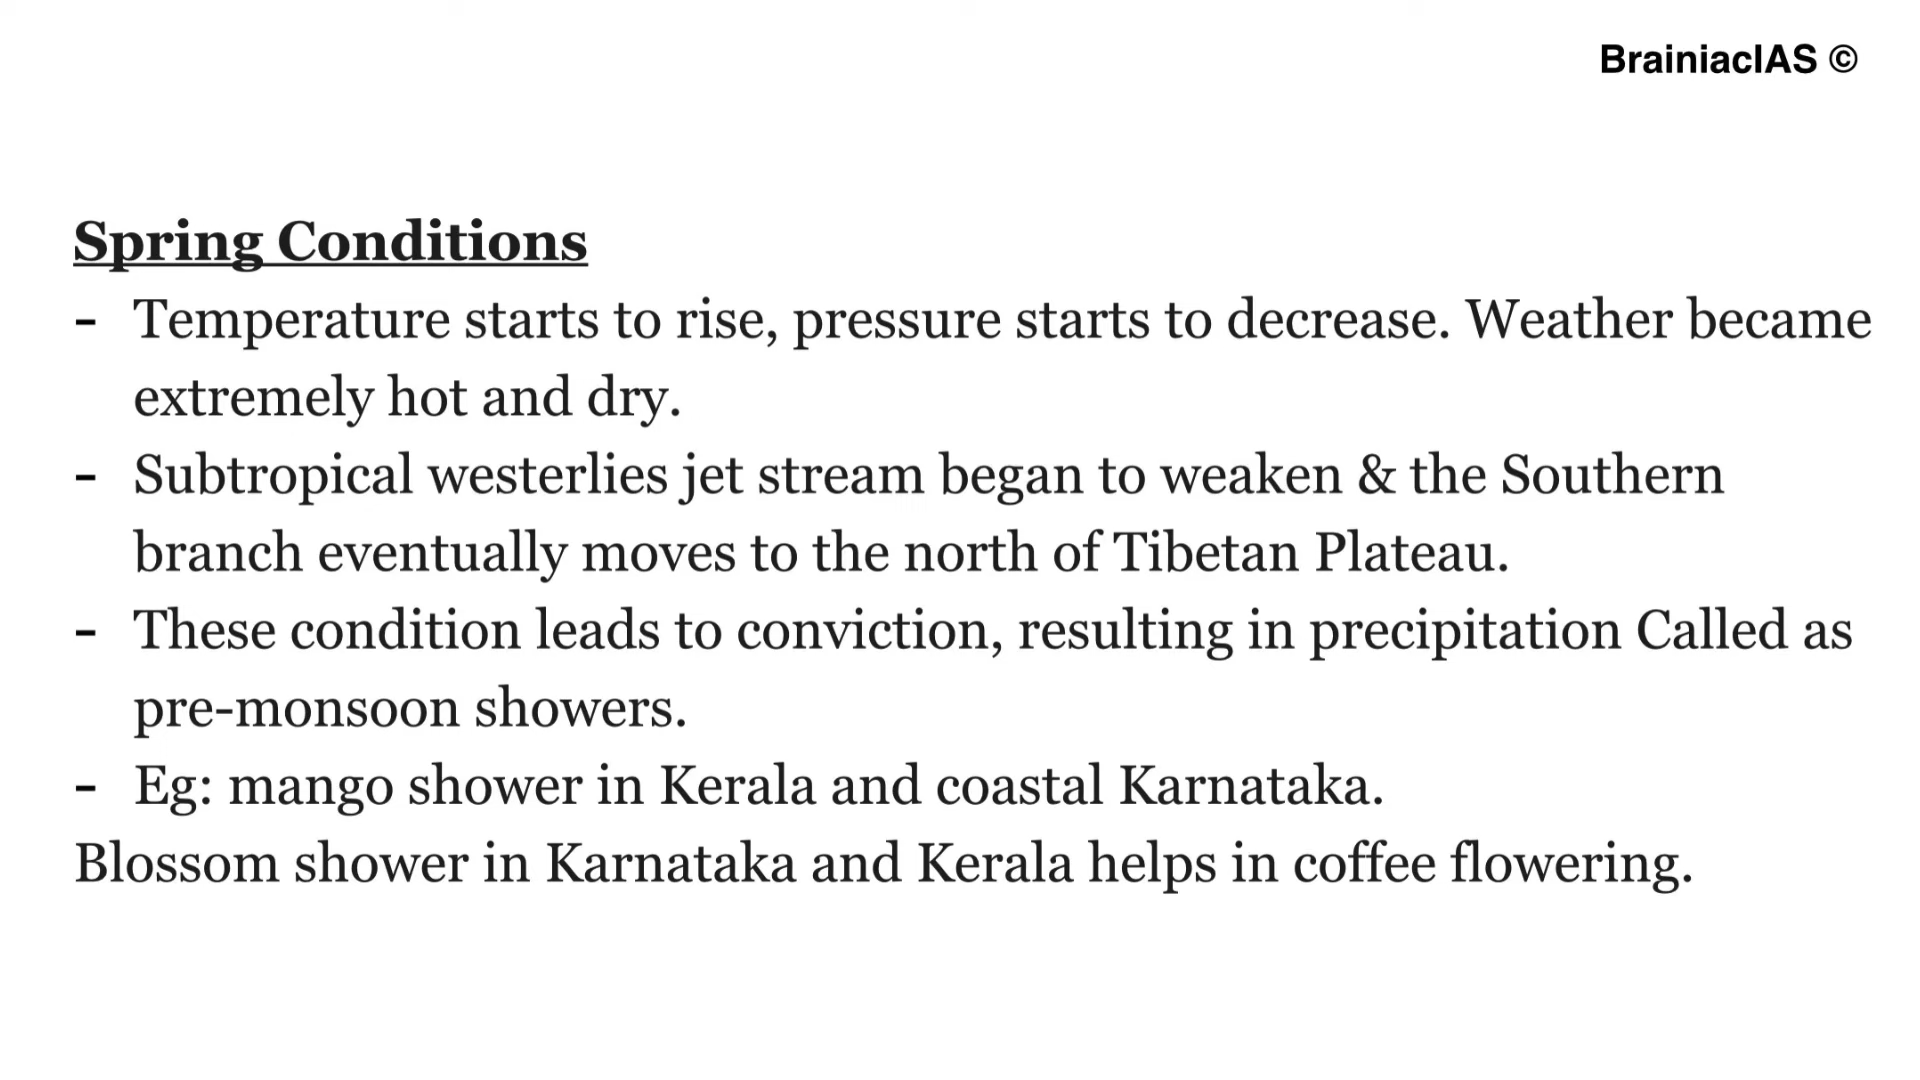 BrainiacIAS ©
Spring Conditions
- Temperature starts to rise, pressure starts to decrease. Weather became
extremely hot and dry.
- Subtropical westerlies jet stream began to weaken & the Southern
branch eventually moves to the north of Tibetan Plateau.
- These condition leads to conviction, resulting in precipitation Called as
pre-monsoon showers.
- Eg: mango shower in Kerala and coastal Karnataka.
Blossom shower in Karnataka and Kerala helps in coffee flowering.